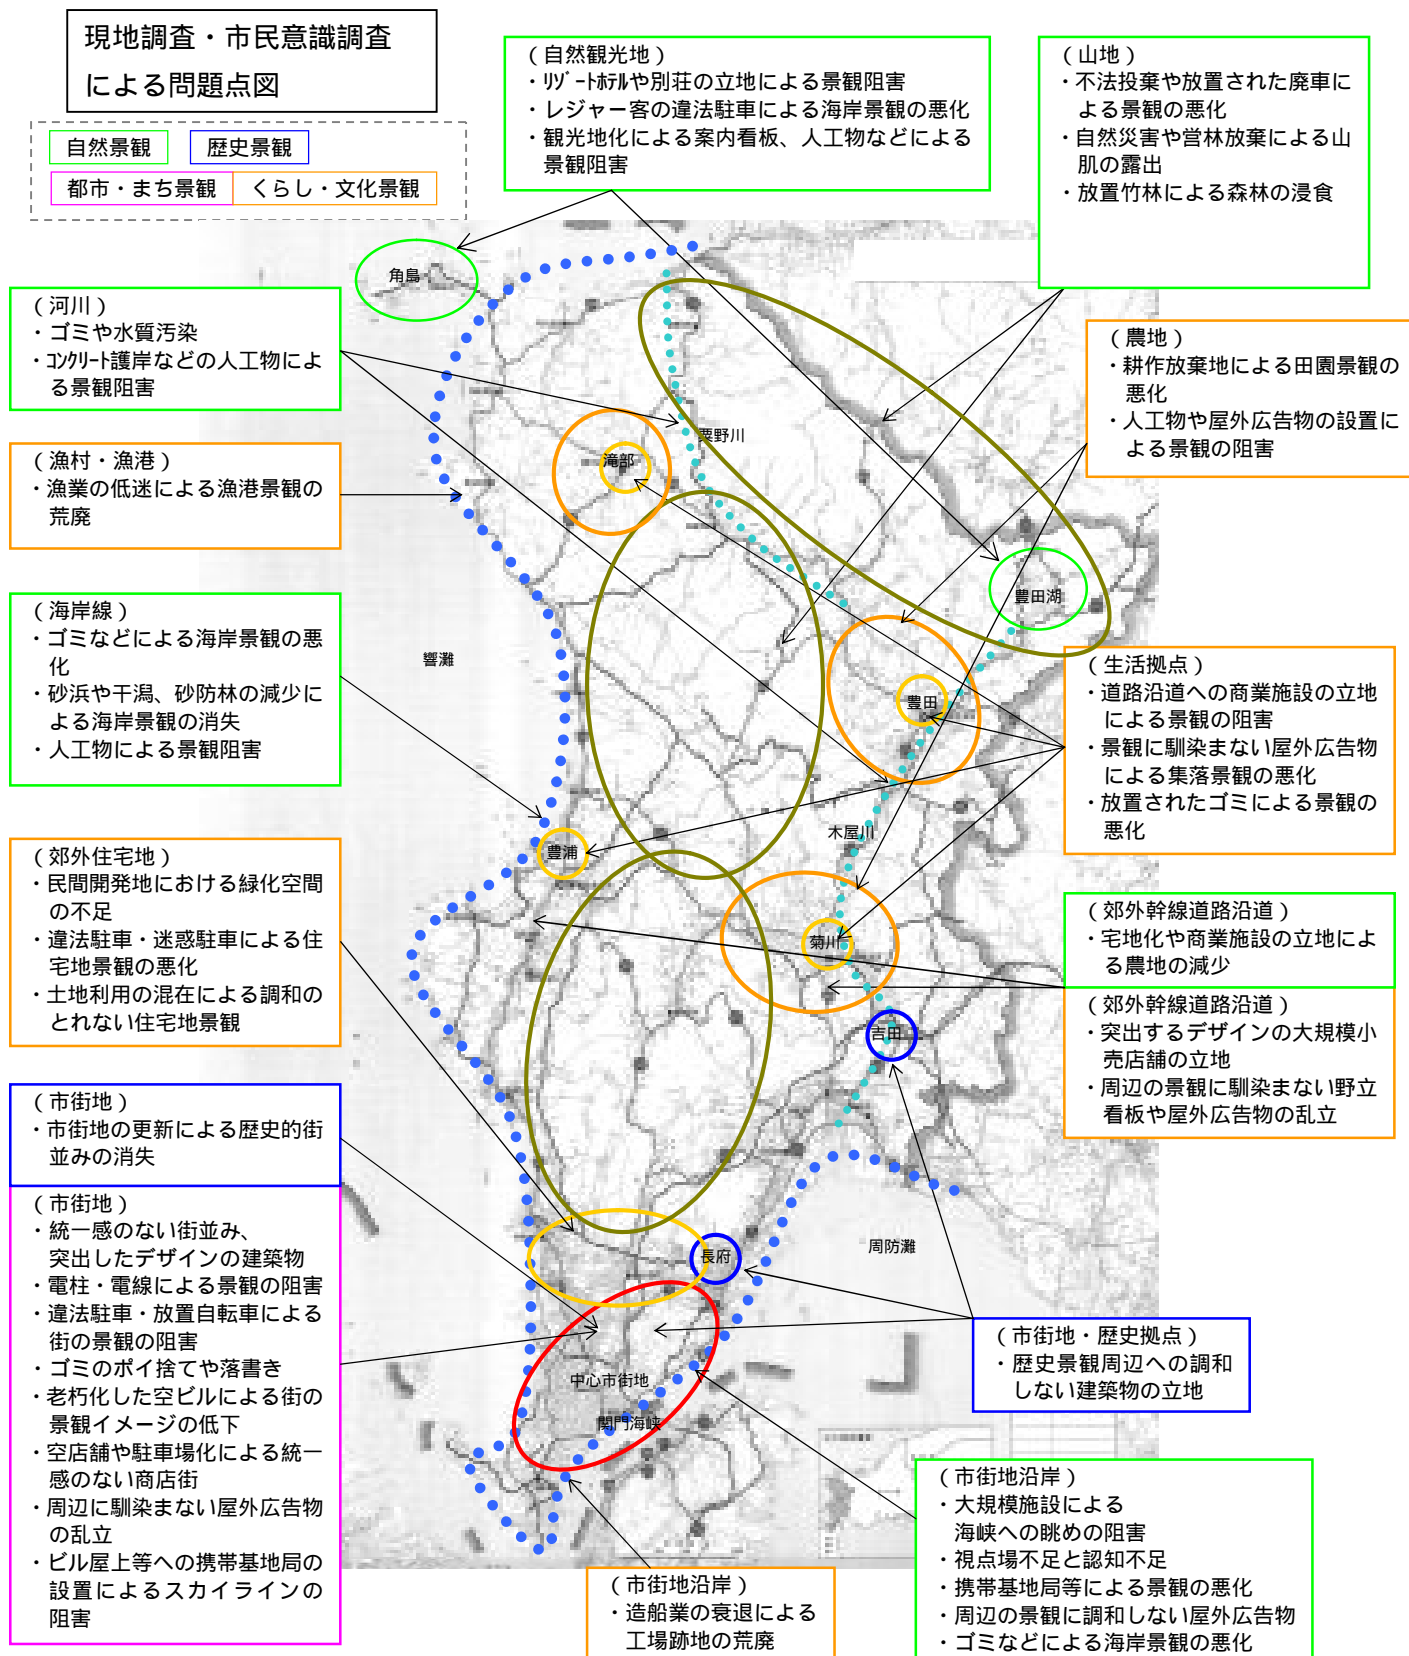 現地調査・市民意識調査
による問題点図
自然景観
歴史景観
都市・まち景観
くらし・文化景観
（自然観光地）
・ﾘｿﾞｰﾄﾎﾃﾙや別荘の立地による景観阻害
・レジャー客の違法駐車による海岸景観の悪化
・観光地化による案内看板、人工物などによる
景観阻害
（山地）
・不法投棄や放置された廃車に
よる景観の悪化
・自然災害や営林放棄による山
肌の露出
・放置竹林による森林の浸食
（河川）
・ゴミや水質汚染
・ｺﾝｸﾘｰﾄ護岸などの人工物によ
る景観阻害
（農地）
・耕作放棄地による田園景観の
悪化
・人工物や屋外広告物の設置に
よる景観の阻害
（漁村・漁港）
・漁業の低迷による漁港景観の
荒廃
（海岸線）
・ゴミなどによる海岸景観の悪
化
・砂浜や干潟、砂防林の減少に
よる海岸景観の消失
・人工物による景観阻害
（生活拠点）
・道路沿道への商業施設の立地
による景観の阻害
・景観に馴染まない屋外広告物
による集落景観の悪化
・放置されたゴミによる景観の
悪化
（郊外住宅地）
・民間開発地における緑化空間
の不足
・違法駐車・迷惑駐車による住
宅地景観の悪化
・土地利用の混在による調和の
とれない住宅地景観
（郊外幹線道路沿道）
・宅地化や商業施設の立地によ
る農地の減少
（郊外幹線道路沿道）
・突出するデザインの大規模小
売店舗の立地
・周辺の景観に馴染まない野立
看板や屋外広告物の乱立
（市街地）
・市街地の更新による歴史的街
並みの消失
（市街地）
・統一感のない街並み、
突出したデザインの建築物
・電柱・電線による景観の阻害
・違法駐車・放置自転車による
街の景観の阻害
・ゴミのポイ捨てや落書き
・老朽化した空ビルによる街の
景観イメージの低下
・空店舗や駐車場化による統一
感のない商店街
・周辺に馴染まない屋外広告物
の乱立
・ビル屋上等への携帯基地局の
設置によるスカイラインの
阻害
（市街地・歴史拠点）
・歴史景観周辺への調和
しない建築物の立地
（市街地沿岸）
・大規模施設による
海峡への眺めの阻害
・視点場不足と認知不足
・携帯基地局等による景観の悪化
・周辺の景観に調和しない屋外広告物
・ゴミなどによる海岸景観の悪化
（市街地沿岸）
・造船業の衰退による
工場跡地の荒廃
角島
粟野川
滝部
豊田湖
響灘
豊田
木屋川
豊浦
菊川
吉田
周防灘
長府
中心市街地
関門海峡